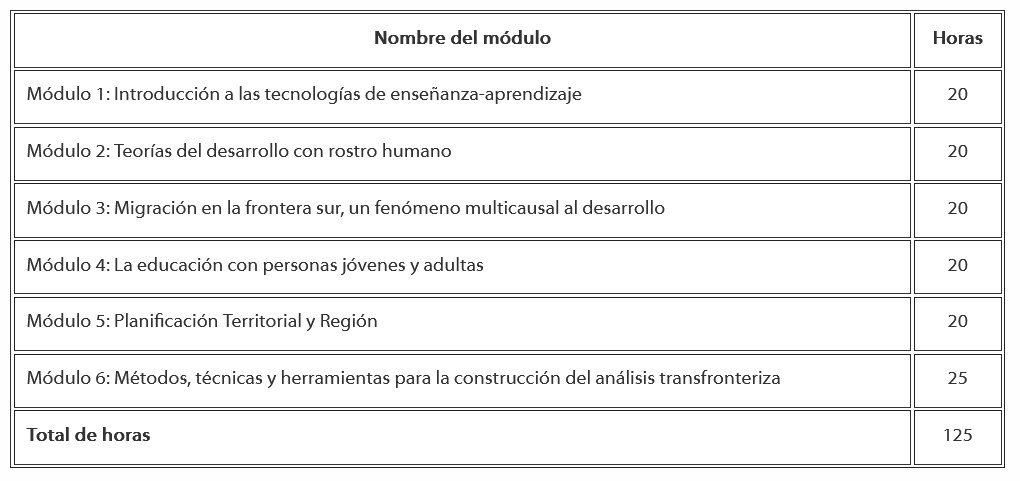 Nombre del módulo Horas
Módulo 1: Introducción a las tecnologías de enseñanza-aprendizaje 20
Módulo 2: Teorías del desarrollo con rostro humano 20
Módulo 3: Migración en la frontera sur, un fenómeno multicausal al desarrollo 20
Módulo 4: La educación con personas jóvenes y adultas 20
Módulo 5: Planificación Territorial y Región 20
Módulo 6: Métodos, técnicas y herramientas para la construcción del análisis transfronteriza 25
Total de horas 125